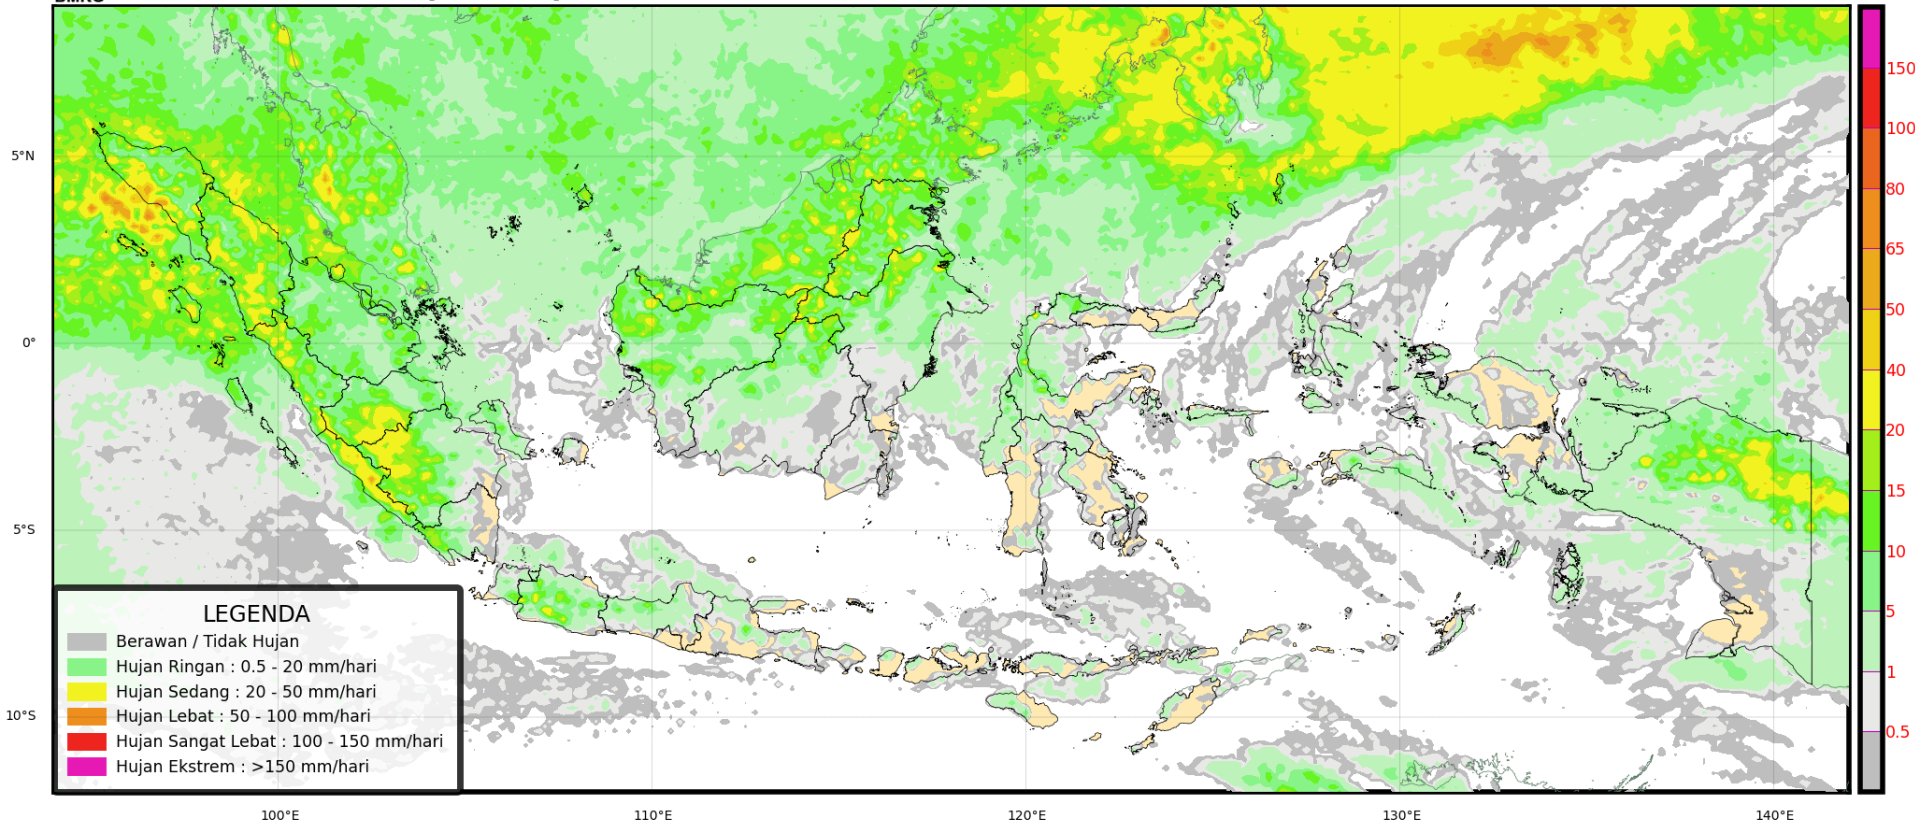 5°N
0°
5°S
10°S
100°E
110°E
120°E
130°E
140°E
LEGENDA
Berawan / Tidak Hujan
Hujan Ringan : 0.5 - 20 mm/hari
Hujan Sedang : 20 - 50 mm/hari
Hujan Lebat : 50 - 100 mm/hari
Hujan Sangat Lebat : 100 - 150 mm/hari
Hujan Ekstrem : >150 mm/hari
150
100
80
65
50
40
20
15
10
5
1
0.5